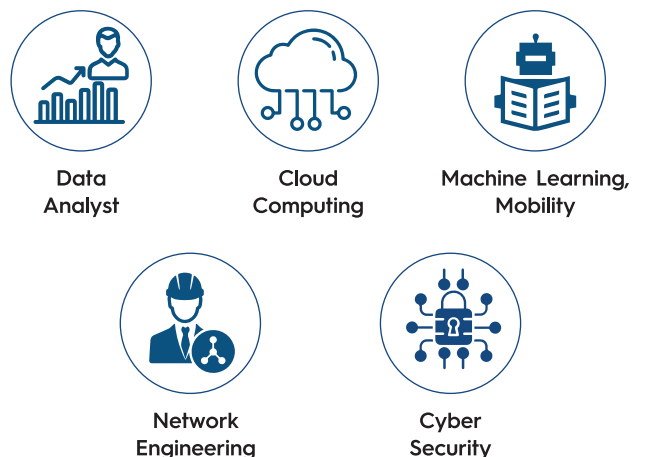 Data
Analyst
Cloud
Computing
Machine Learning,
Mobility
Network
Engineering
Cyber
Security